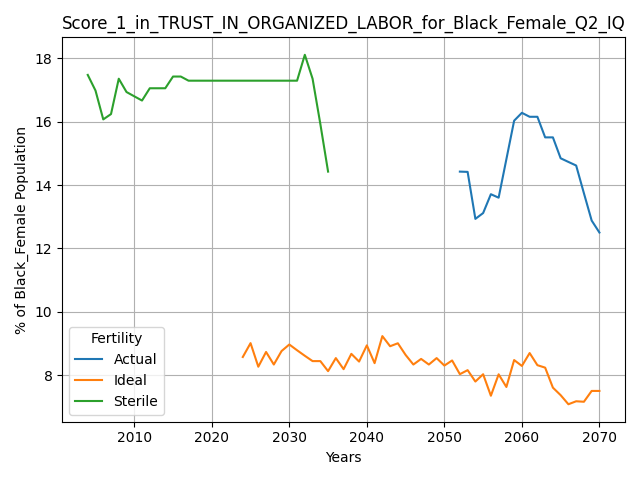 Score_1_in_TRUST_IN_ORGANIZED_LABOR_for_Black_Female_Q2_IQ
% of Black_Female Population
18
16
14
12
10
8
Fertility
Actual
Ideal
Sterile
2010 2020 2030 2040 2050 2060 2070
Years